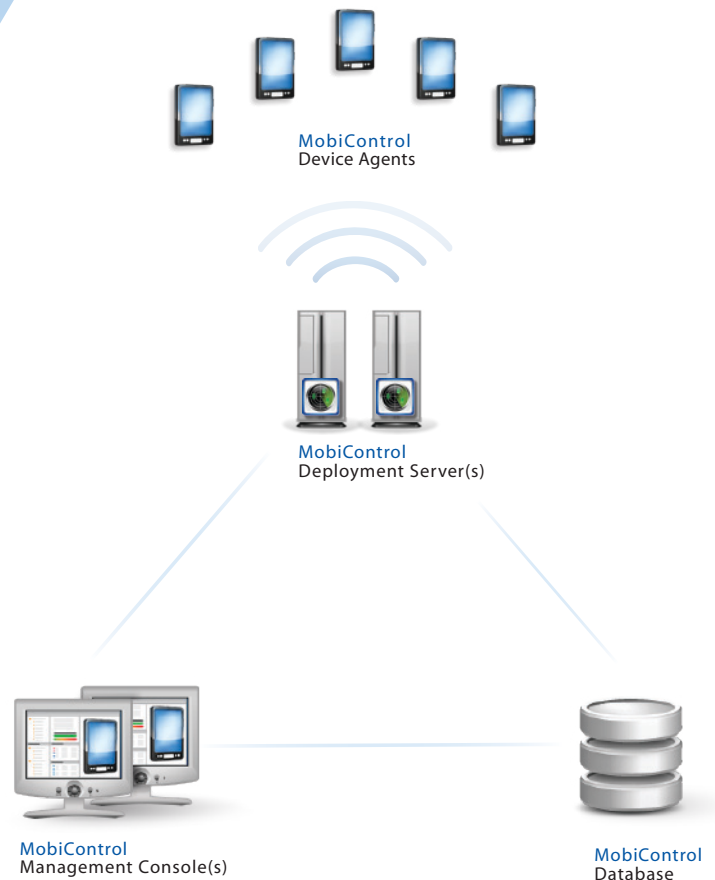 MobiControl
Device Agents
MobiControl
Deployment Server(s)
MobiControl
Management Console(s)
MobiControl
Database